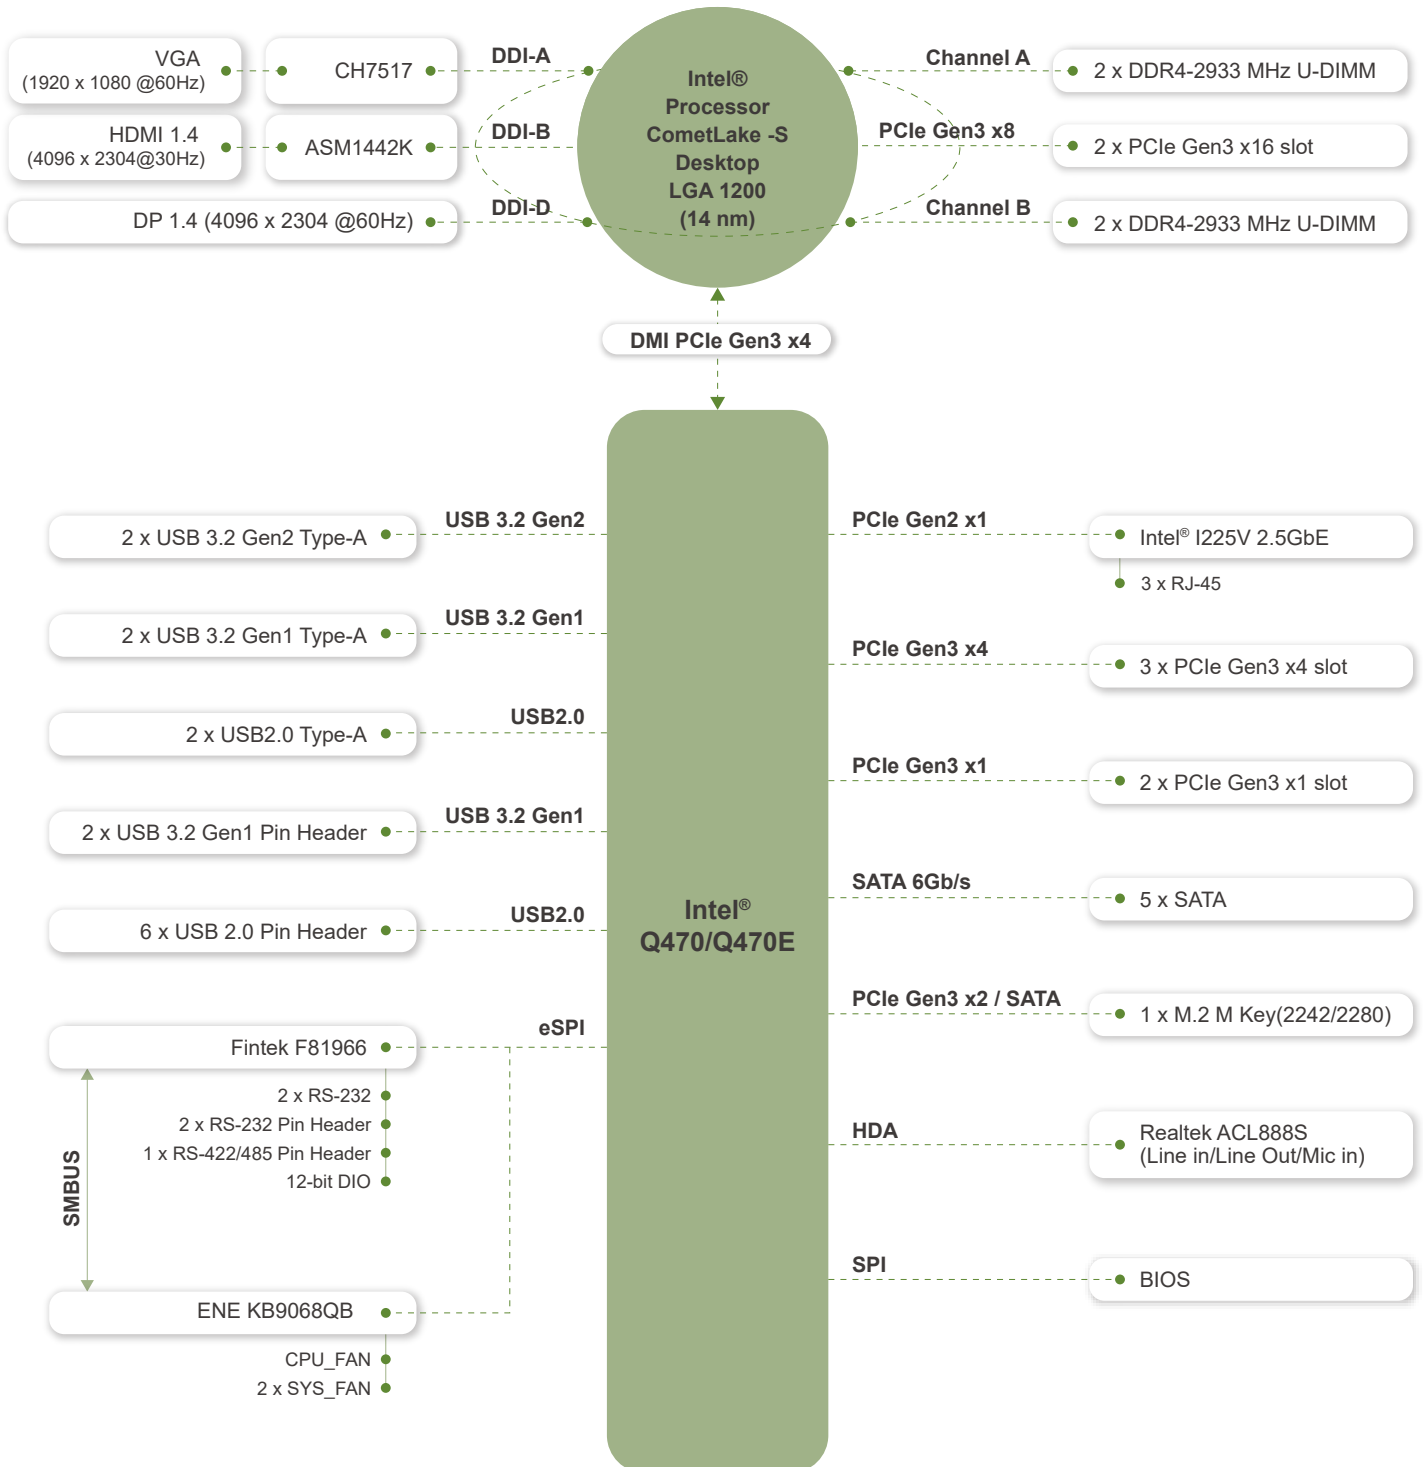 VGA
(1920 x 1080 @60Hz)
CH7517
DDI-A
HDMI 1.4
(4096 x 2304@30Hz)
ASM1442K
DDI-B
DP 1.4 (4096 x 2304 @60Hz)
DDI-D
Intel®
Processor
CometLake -S
Desktop
LGA 1200
(14 nm)
Channel A
2 x DDR4-2933 MHz U-DIMM
PCIe Gen3 x8
2 x PCIe Gen3 x16 slot
Channel B
2 x DDR4-2933 MHz U-DIMM
DMI PCIe Gen3 x4
2 x USB 3.2 Gen2 Type-A
USB 3.2 Gen2
2 x USB 3.2 Gen1 Type-A
USB 3.2 Gen1
2 x USB2.0 Type-A
USB2.0
2 x USB 3.2 Gen1 Pin Header
USB 3.2 Gen1
6 x USB 2.0 Pin Header
USB2.0
Fintek F81966
eSPI
2 x RS-232
2 x RS-232 Pin Header
1 x RS-422/485 Pin Header
12-bit DIO
SMBUS
ENE KB9068QB
CPU_FAN
2 x SYS_FAN
Intel®
Q470/Q470E
PCIe Gen2 x1
Intel® I225V 2.5GbE
3 x RJ-45
PCIe Gen3 x4
3 x PCIe Gen3 x4 slot
PCIe Gen3 x1
2 x PCIe Gen3 x1 slot
SATA 6Gb/s
5 x SATA
PCIe Gen3 x2 / SATA
1 x M.2 M Key(2242/2280)
HDA
Realtek ACL888S
(Line in/Line Out/Mic in)
SPI
BIOS